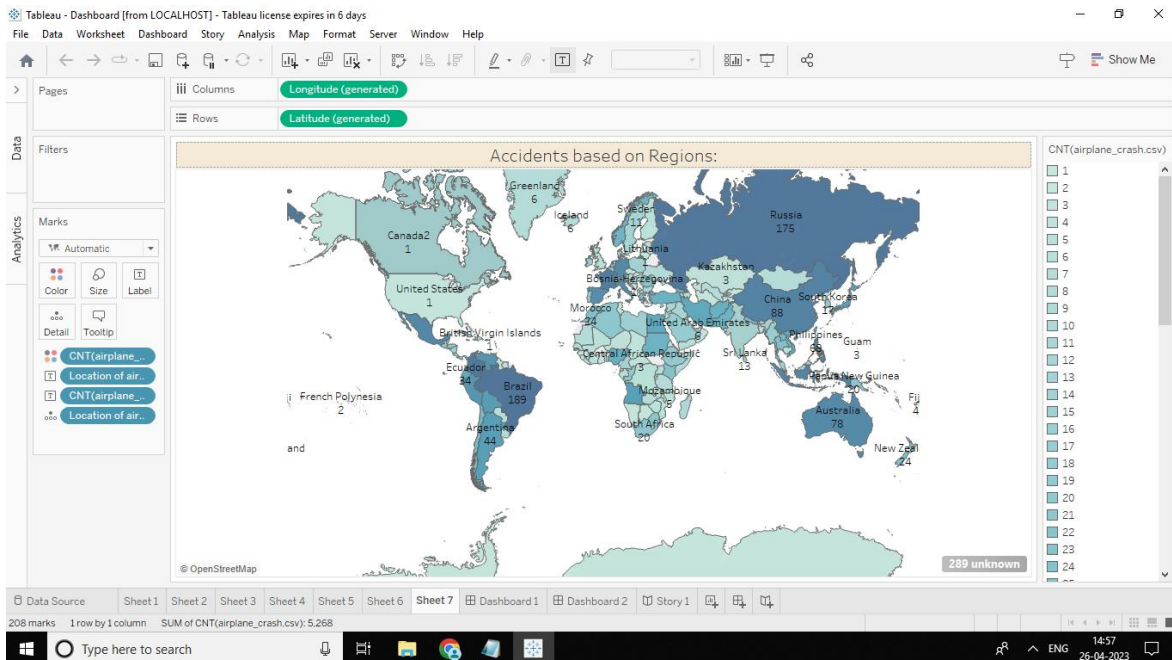 Tableau - Dashboard [from LOCALHOST] - Tableau license expires in 6 days
File Data Worksheet Dashboard Story Analysis Map Format Server Window Help
Show Me
Pages
Columns
Longitude (generated)
Rows
Latitude (generated)
Data
Analytics
Filters
Marks
Automatic
Color Size Label
Detail Tooltip
CNT(airplane_..
Location of air..
CNT(airplane_..
Location of air..
Accidents based on Regions:
Greenland
6
Iceland
6
Sweden
11
Russia
175
Canada2
1
Lithuania
Kazakhstan
3
Bosnia-Herzegovina
United States
1
China
88
South Korea
Morocco
24
United Arab Emirates
6
British Virgin Islands
1
Philippines
Guam
3
Central African Republic
3
Sri Lanka
13
Ecuador
34
Papua New Guinea
20
French Polynesia
2
Brazil
189
Mozambique
5
Fiji
4
Argentina
44
South Africa
20
Australia
78
and
New Zeal
24
© OpenStreetMap
289 unknown
CNT(airplane_crash.csv)
1
2
3
4
5
6
7
8
9
10
11
12
13
14
15
16
17
18
19
20
21
22
23
24
Data Source Sheet 1 Sheet 2 Sheet 3 Sheet 4 Sheet 5 Sheet 6 Sheet 7 Dashboard 1 Dashboard 2 Story 1
208 marks 1 row by 1 column SUM of CNT(airplane_crash.csv): 5,268
Type here to search
ENG
14:57
26-04-2023